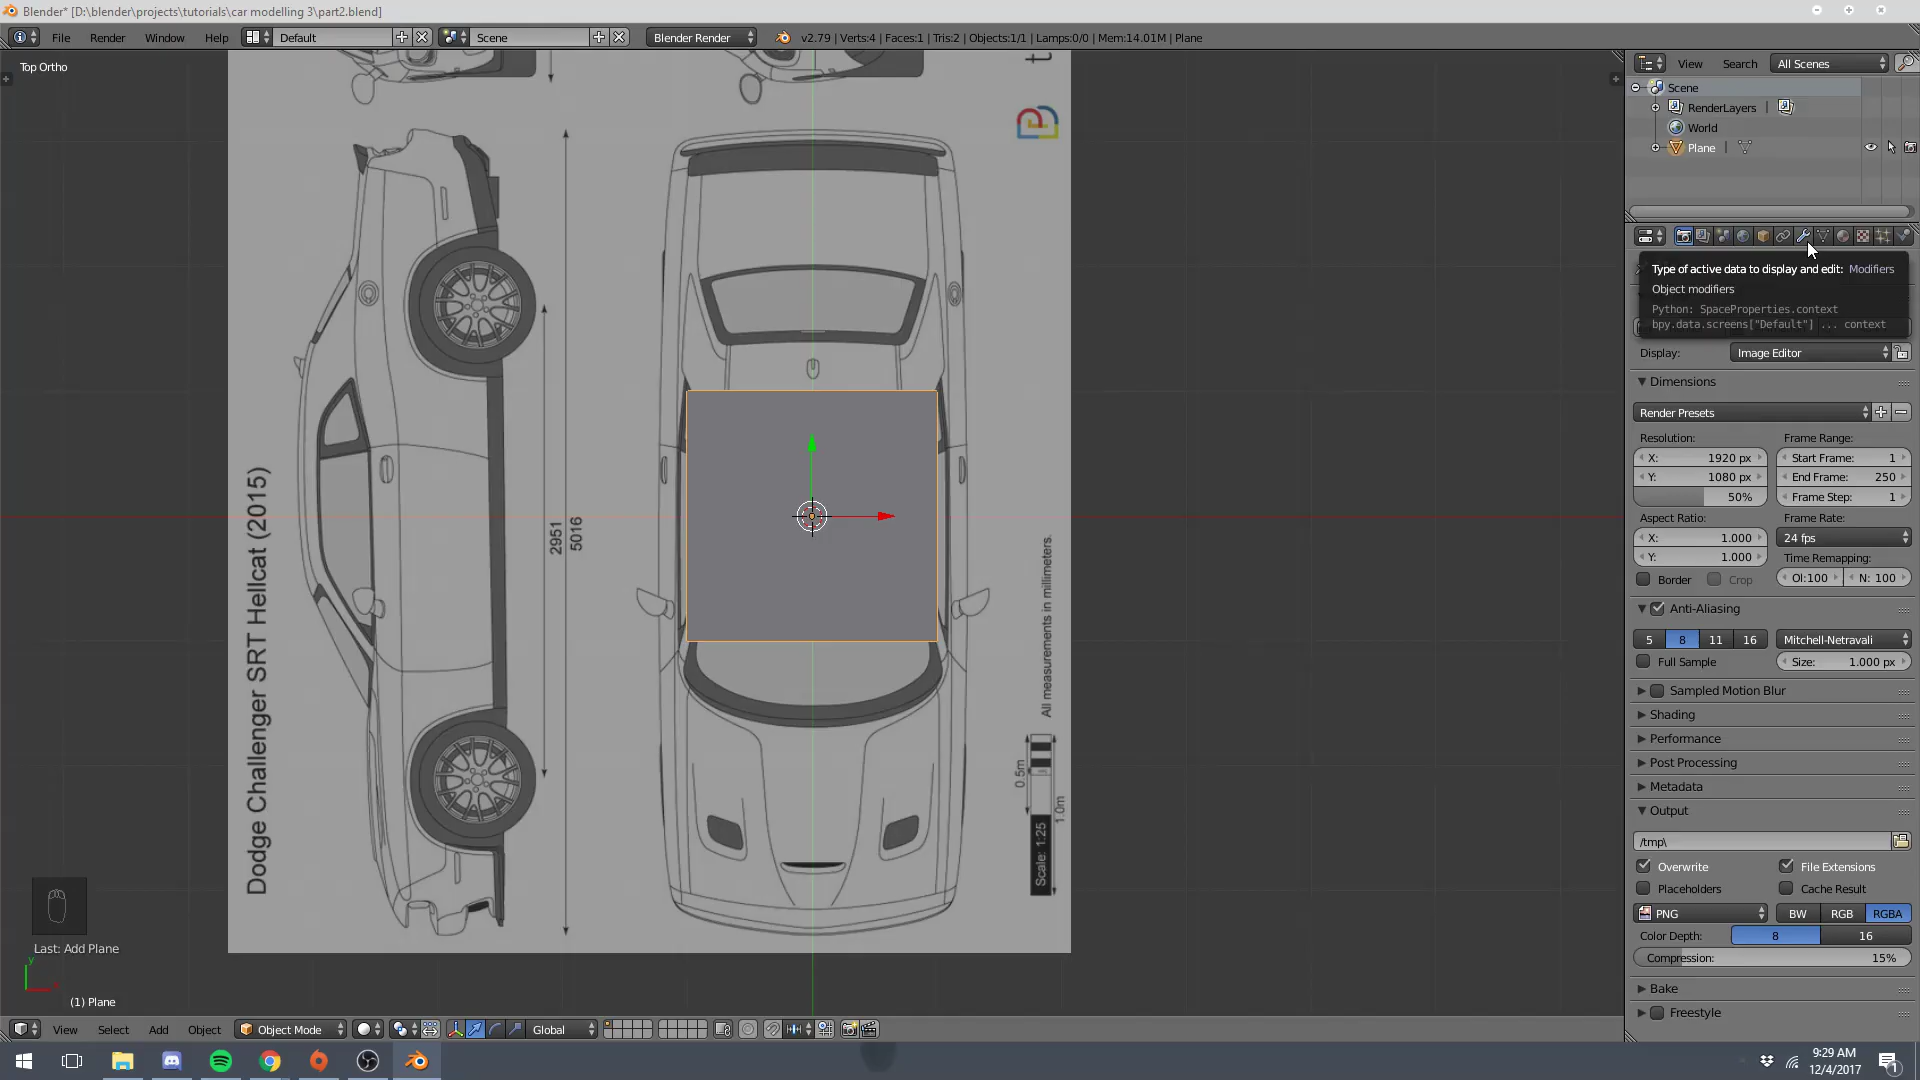 Blender* [D:\blender\projects\tutorials\car modelling 3\part2.blend]
File Render Window Help Default Scene Blender Render v2.79 | Verts:4 | Faces:1 | Tris:2 | Objects:1/1 | Lamps:0/0 | Mem:14.01M | Plane
Top Ortho
View Search All Scenes
Scene
RenderLayers |
World
Plane |
Type of active data to display and edit: Modifiers
Object modifiers
Python: SpaceProperties.context
bpy.data.screens["Default"] ... context
Display: Image Editor
Dimensions
Render Presets
Resolution: Frame Range:
X: 1920 px Start Frame: 1
Y: 1080 px End Frame: 250
50% Frame Step: 1
Aspect Ratio: Frame Rate:
X: 1.000 24 fps
Y: 1.000 Time Remapping:
Border Crop Ol:100 N: 100
Anti-Aliasing
5 8 11 16 Mitchell-Netravali
Full Sample Size: 1.000 px
Sampled Motion Blur
Shading
Performance
Post Processing
Metadata
Output
/tmp\
Overwrite File Extensions
Placeholders Cache Result
PNG BW RGB RGBA
Color Depth: 8 16
Compression: 15%
Bake
Freestyle
Dodge Challenger SRT Hellcat (2015)
2951
5016
All measurements in millimeters.
0.5m
1.0m
Scale: 1:25
Last: Add Plane
y
(1) Plane
View Select Add Object Object Mode Global
9:29 AM
12/4/2017
1